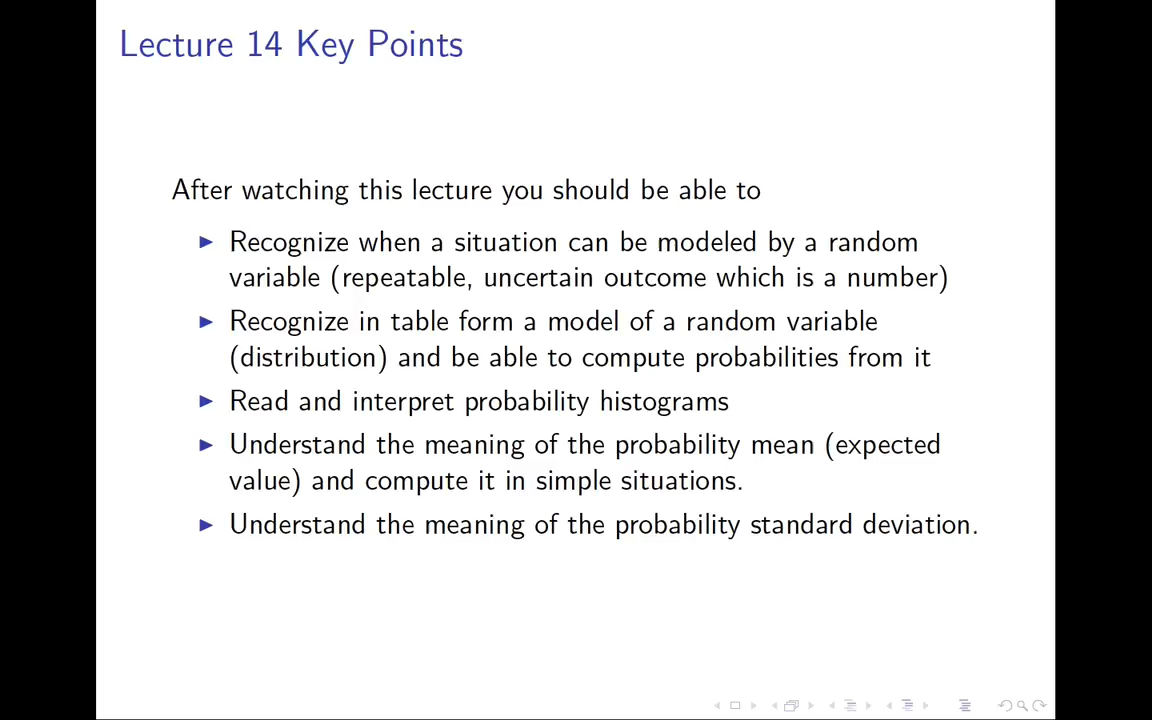 Lecture 14 Key Points
After watching this lecture you should be able to
Recognize when a situation can be modeled by a random
variable (repeatable, uncertain outcome which is a number)
Recognize in table form a model of a random variable
(distribution) and be able to compute probabilities from it
Read and interpret probability histograms
Understand the meaning of the probability mean (expected
value) and compute it in simple situations.
Understand the meaning of the probability standard deviation.